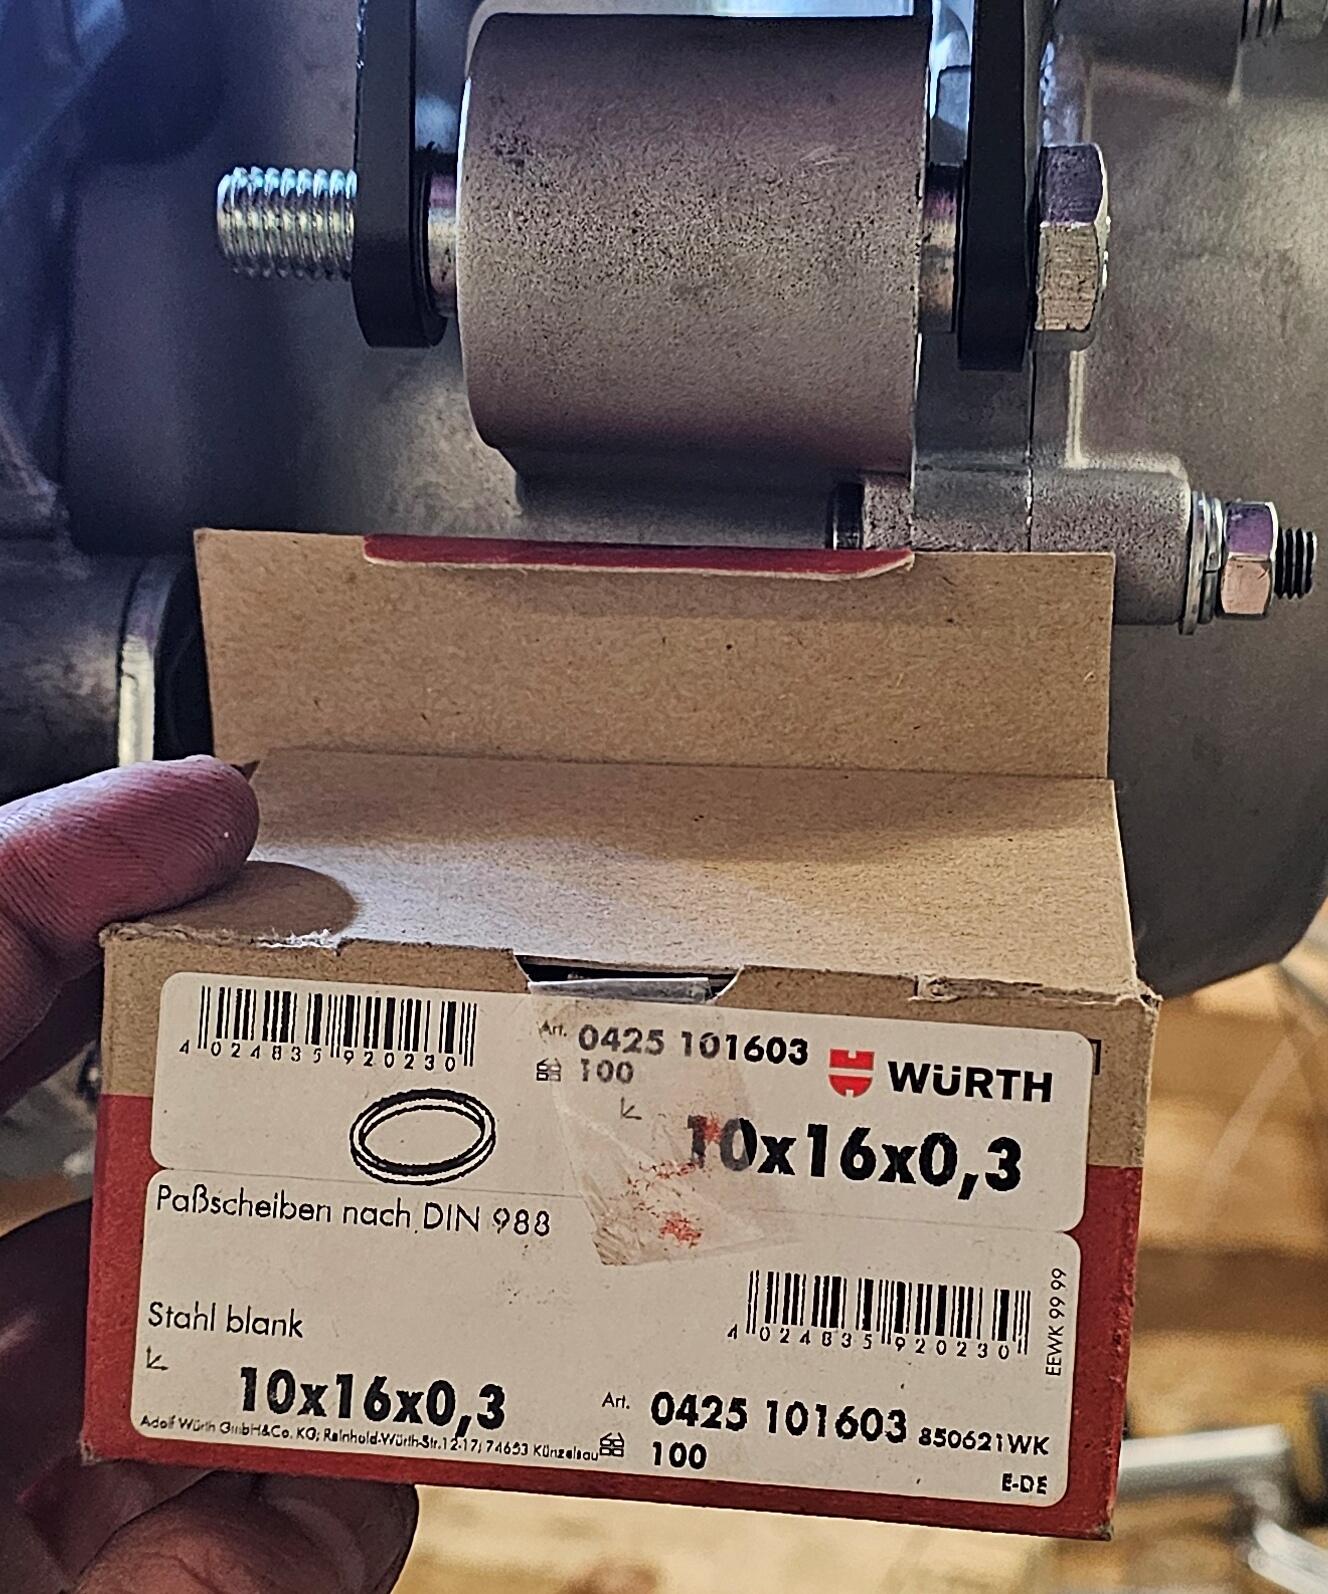 4 024835 920230
Art. 0425 101603
100
WÜRTH
10x16x0,3
Paßscheiben nach DIN 988
Stahl blank
10x16x0,3
4 024835 920230
EEWK 99 99
Art. 0425 101603 850621WK
100
E-DE
Adolf Würth GmbH&Co. KG; Reinhold-Würth-Str.12-17; 74653 Künzelsau